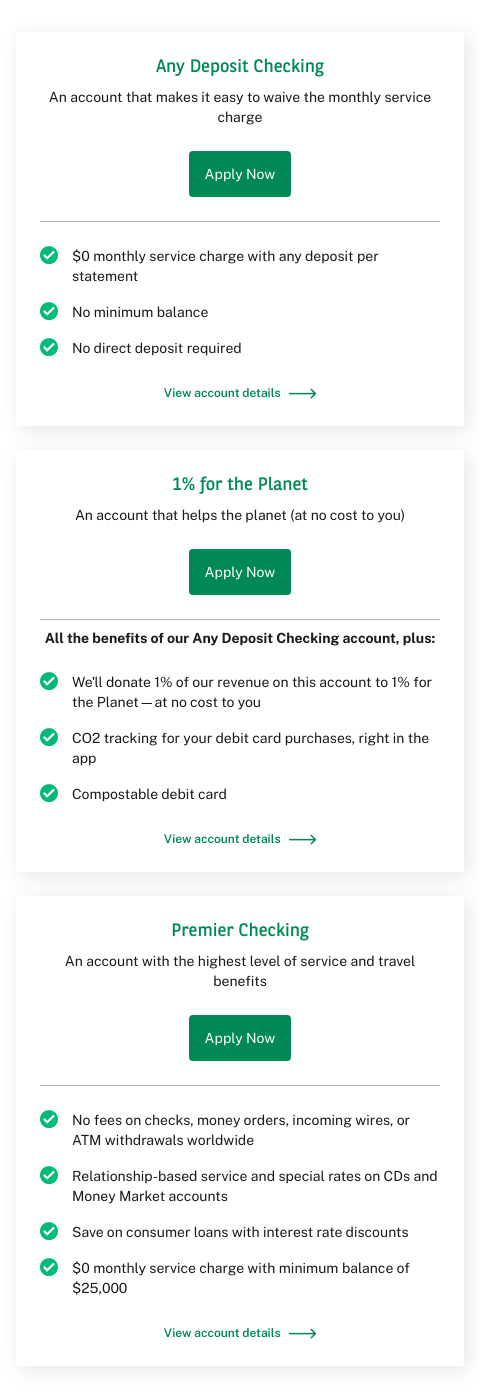 Any Deposit Checking
An account that makes it easy to waive the monthly service
charge
Apply Now
$0 monthly service charge with any deposit per
statement
No minimum balance
No direct deposit required
View account details
1% for the Planet
An account that helps the planet (at no cost to you)
Apply Now
All the benefits of our Any Deposit Checking account, plus:
We'll donate 1% of our revenue on this account to 1% for
the Planet—at no cost to you
CO2 tracking for your debit card purchases, right in the
app
Compostable debit card
View account details
Premier Checking
An account with the highest level of service and travel
benefits
Apply Now
No fees on checks, money orders, incoming wires, or
ATM withdrawals worldwide
Relationship-based service and special rates on CDs and
Money Market accounts
Save on consumer loans with interest rate discounts
$0 monthly service charge with minimum balance of
$25,000
View account details